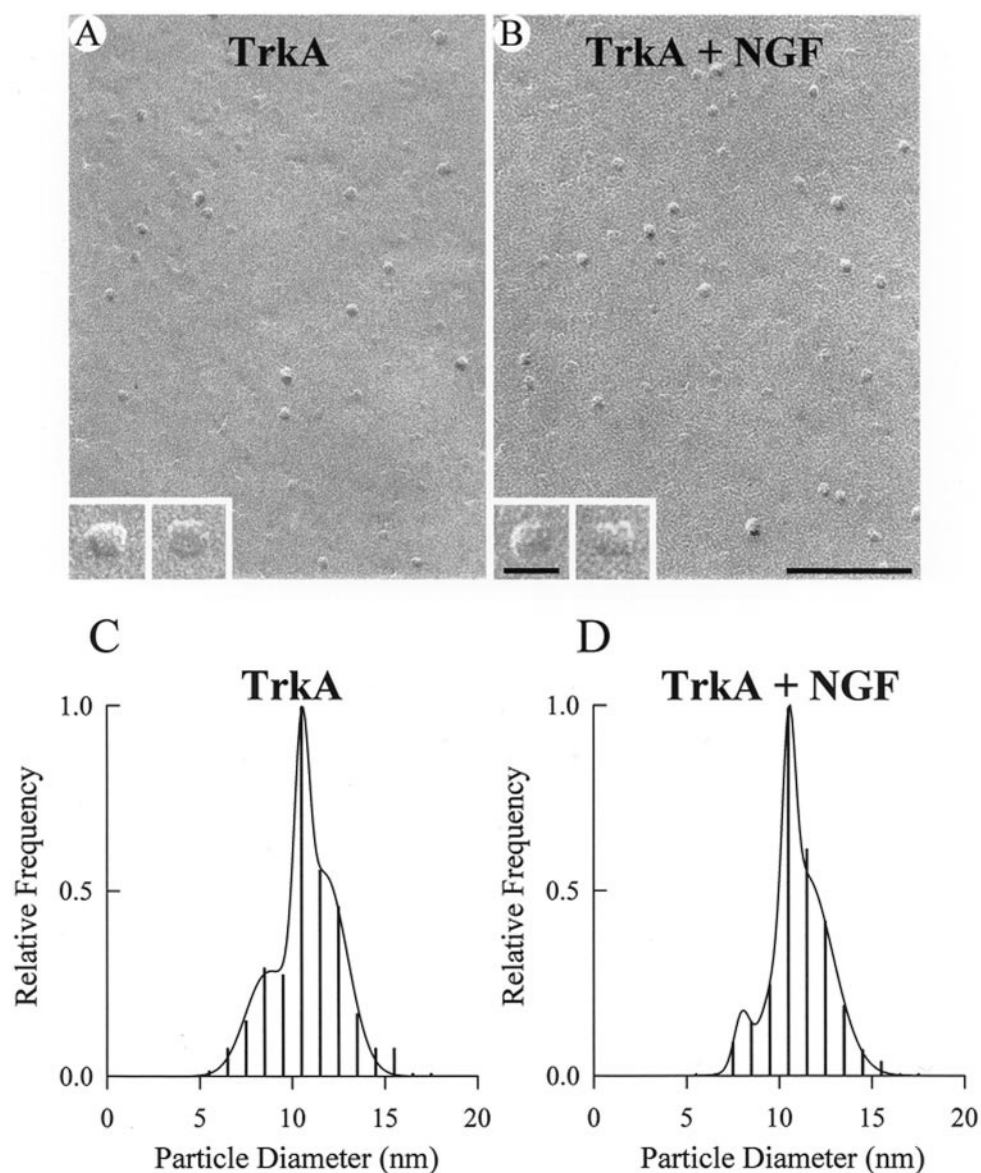 A
TrkA
B
TrkA + NGF
C
TrkA
1.0
0.5
0.0
Relative Frequency
0
5
10
15
20
Particle Diameter (nm)
D
TrkA + NGF
1.0
0.5
0.0
Relative Frequency
0
5
10
15
20
Particle Diameter (nm)